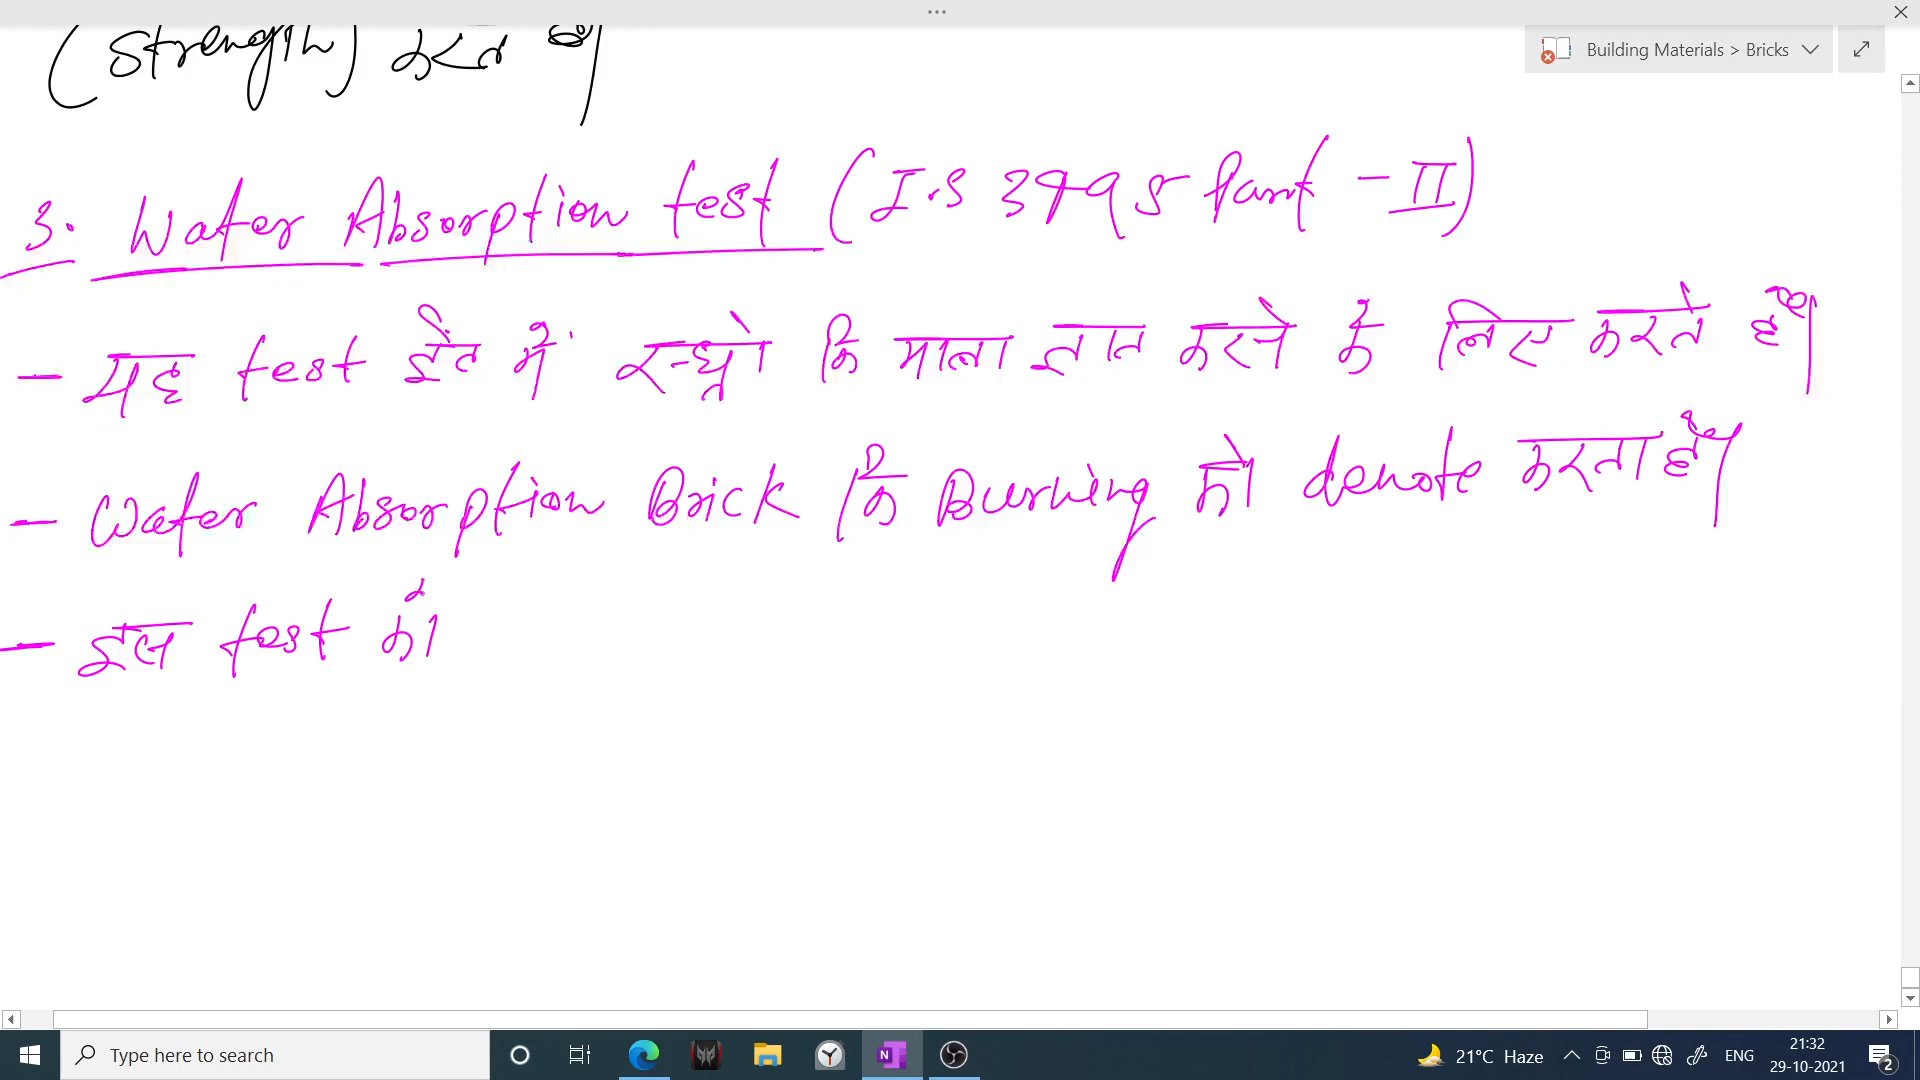 (Strength)
Building Materials > Bricks
3. Water Absorption test (I.S 3495 Part - II)
- यह test ईंट में रन्ध्रो कि मात्रा ज्ञात करने के लिए करते है।
- Water Absorption Brick कि Burning को denote करता है।
- इस test को
Type here to search
21°C Haze
ENG
21:32
29-10-2021
2